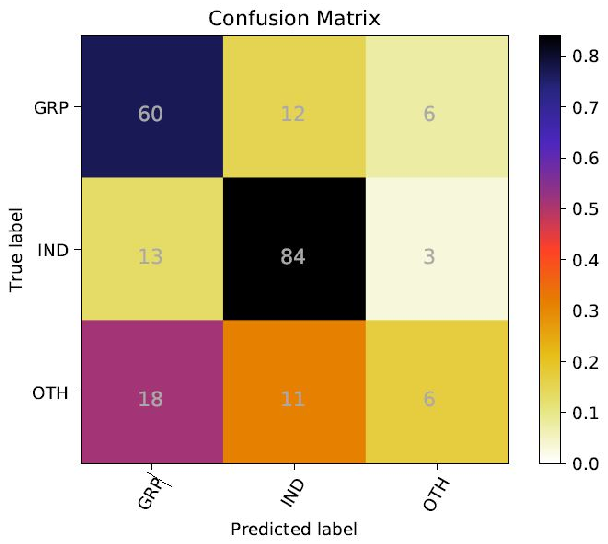 Confusion Matrix
GRP 60 12 6
IND 13 84 3
OTH 18 11 6
GRP IND OTH
True label
Predicted label
0.8
0.7
0.6
0.5
0.4
0.3
0.2
0.1
0.0